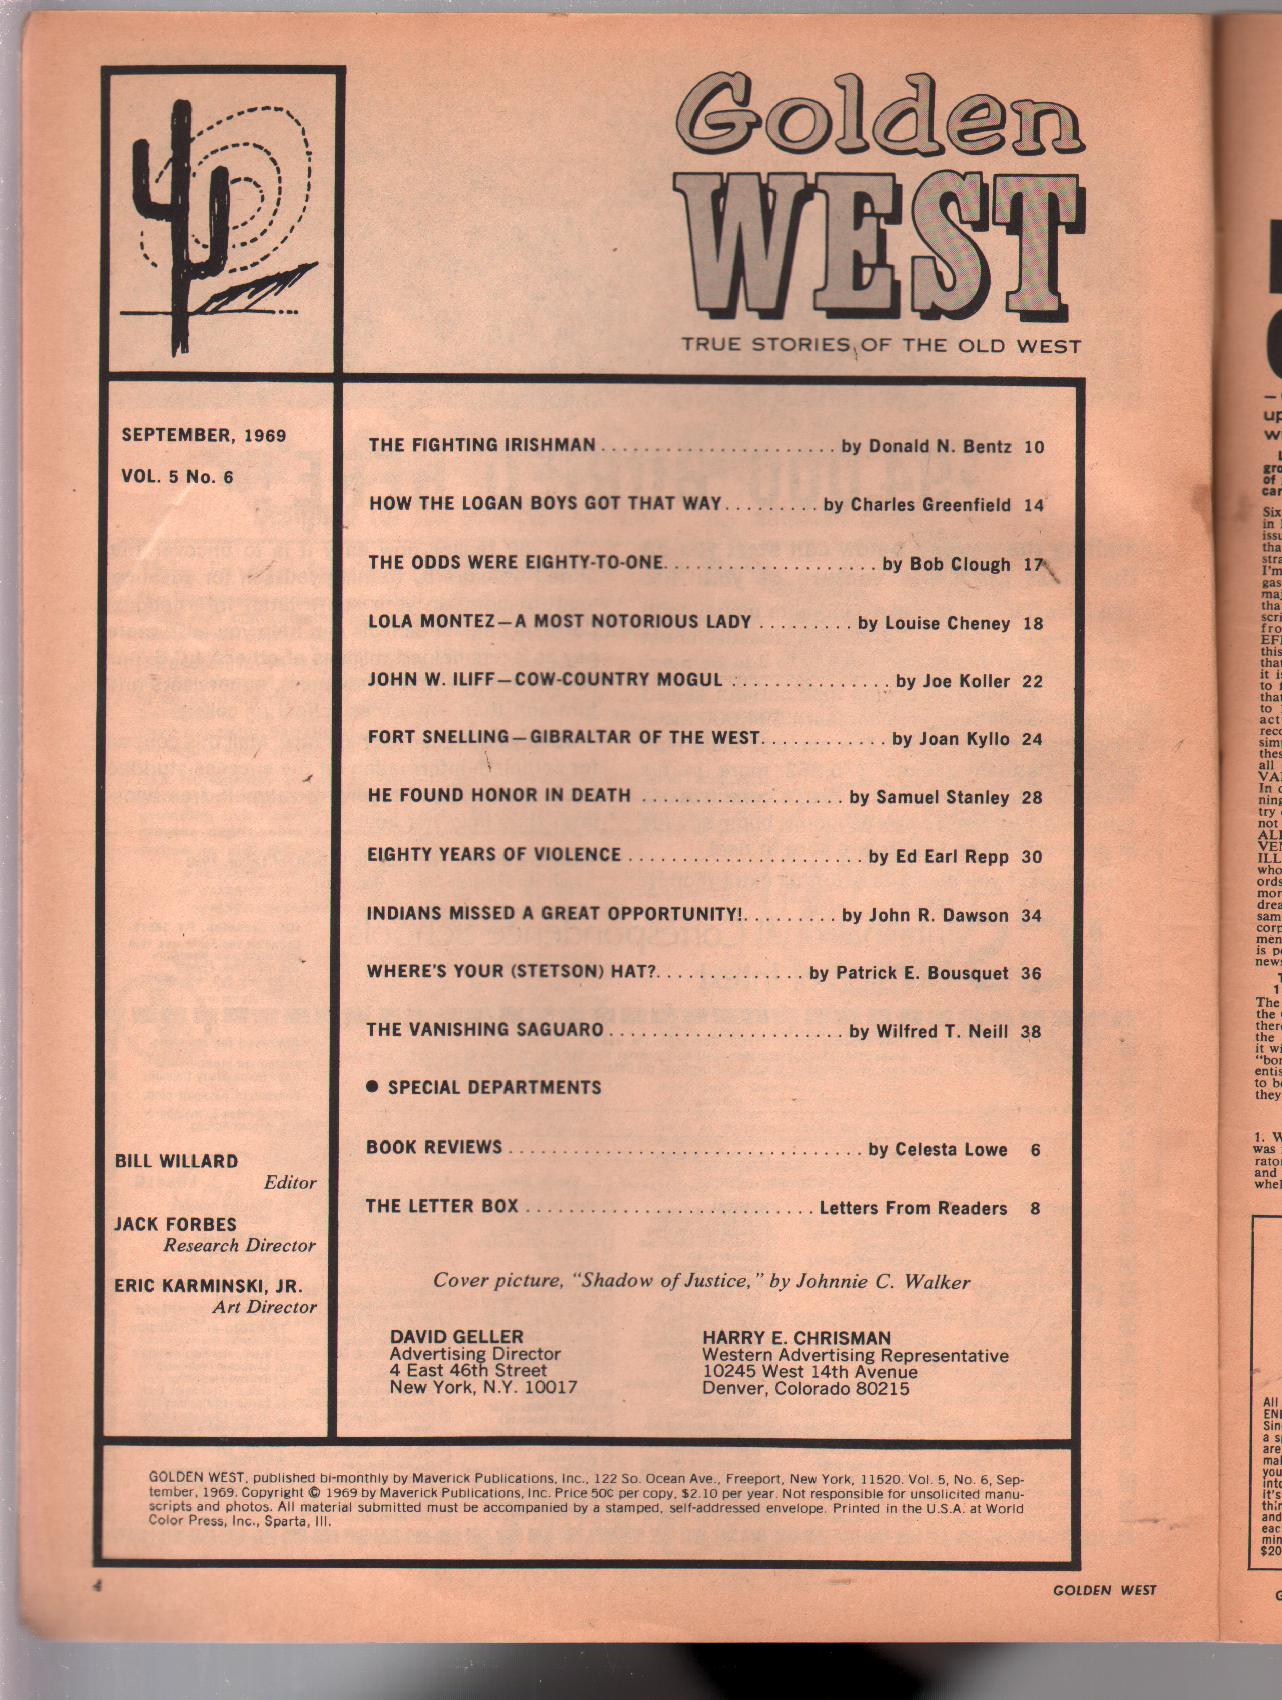 Golden
WEST
TRUE STORIES OF THE OLD WEST
SEPTEMBER, 1969
VOL. 5 No. 6
THE FIGHTING IRISHMAN . . . . . . . . . . . . . . . . . . . . . . by Donald N. Bentz 10
HOW THE LOGAN BOYS GOT THAT WAY . . . . . . . . . by Charles Greenfield 14
THE ODDS WERE EIGHTY-TO-ONE . . . . . . . . . . . . . . . . . . . . by Bob Clough 17
LOLA MONTEZ—A MOST NOTORIOUS LADY . . . . . . . . . by Louise Cheney 18
JOHN W. ILIFF—COW-COUNTRY MOGUL . . . . . . . . . . . . . . . by Joe Koller 22
FORT SNELLING—GIBRALTAR OF THE WEST . . . . . . . . . . . . by Joan Kyllo 24
HE FOUND HONOR IN DEATH . . . . . . . . . . . . . . . . . . . by Samuel Stanley 28
EIGHTY YEARS OF VIOLENCE . . . . . . . . . . . . . . . . . . . . . . by Ed Earl Repp 30
INDIANS MISSED A GREAT OPPORTUNITY! . . . . . . . . . by John R. Dawson 34
WHERE'S YOUR (STETSON) HAT? . . . . . . . . . . . . . . by Patrick E. Bousquet 36
THE VANISHING SAGUARO . . . . . . . . . . . . . . . . . . . . . . by Wilfred T. Neill 38
● SPECIAL DEPARTMENTS
BOOK REVIEWS . . . . . . . . . . . . . . . . . . . . . . . . . . . . . . . . . by Celesta Lowe 6
THE LETTER BOX . . . . . . . . . . . . . . . . . . . . . . . . . . . Letters From Readers 8
BILL WILLARD
Editor
JACK FORBES
Research Director
ERIC KARMINSKI, JR.
Art Director
Cover picture, "Shadow of Justice," by Johnnie C. Walker
DAVID GELLER
Advertising Director
4 East 46th Street
New York, N.Y. 10017
HARRY E. CHRISMAN
Western Advertising Representative
10245 West 14th Avenue
Denver, Colorado 80215
GOLDEN WEST, published bi-monthly by Maverick Publications, Inc., 122 So. Ocean Ave., Freeport, New York, 11520. Vol. 5, No. 6, Sep-
tember, 1969. Copyright © 1969 by Maverick Publications, Inc. Price 50C per copy, $2.10 per year. Not responsible for unsolicited manu-
scripts and photos. All material submitted must be accompanied by a stamped, self-addressed envelope. Printed in the U.S.A. at World
Color Press, Inc., Sparta, Ill.
4
GOLDEN WEST